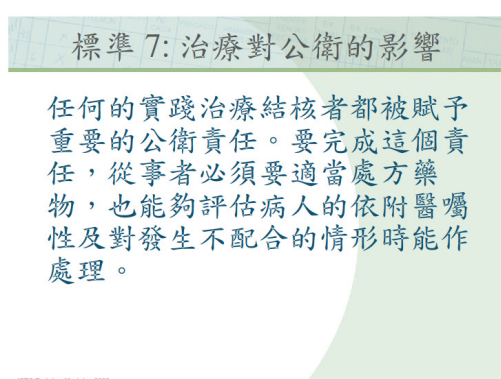 標準 7: 治療對公衛的影響
任何的實踐治療結核者都被賦予
重要的公衛責任。要完成這個責
任，從事者必須要適當處方藥
物，也能夠評估病人的依附醫囑
性及對發生不配合的情形時能作
處理。